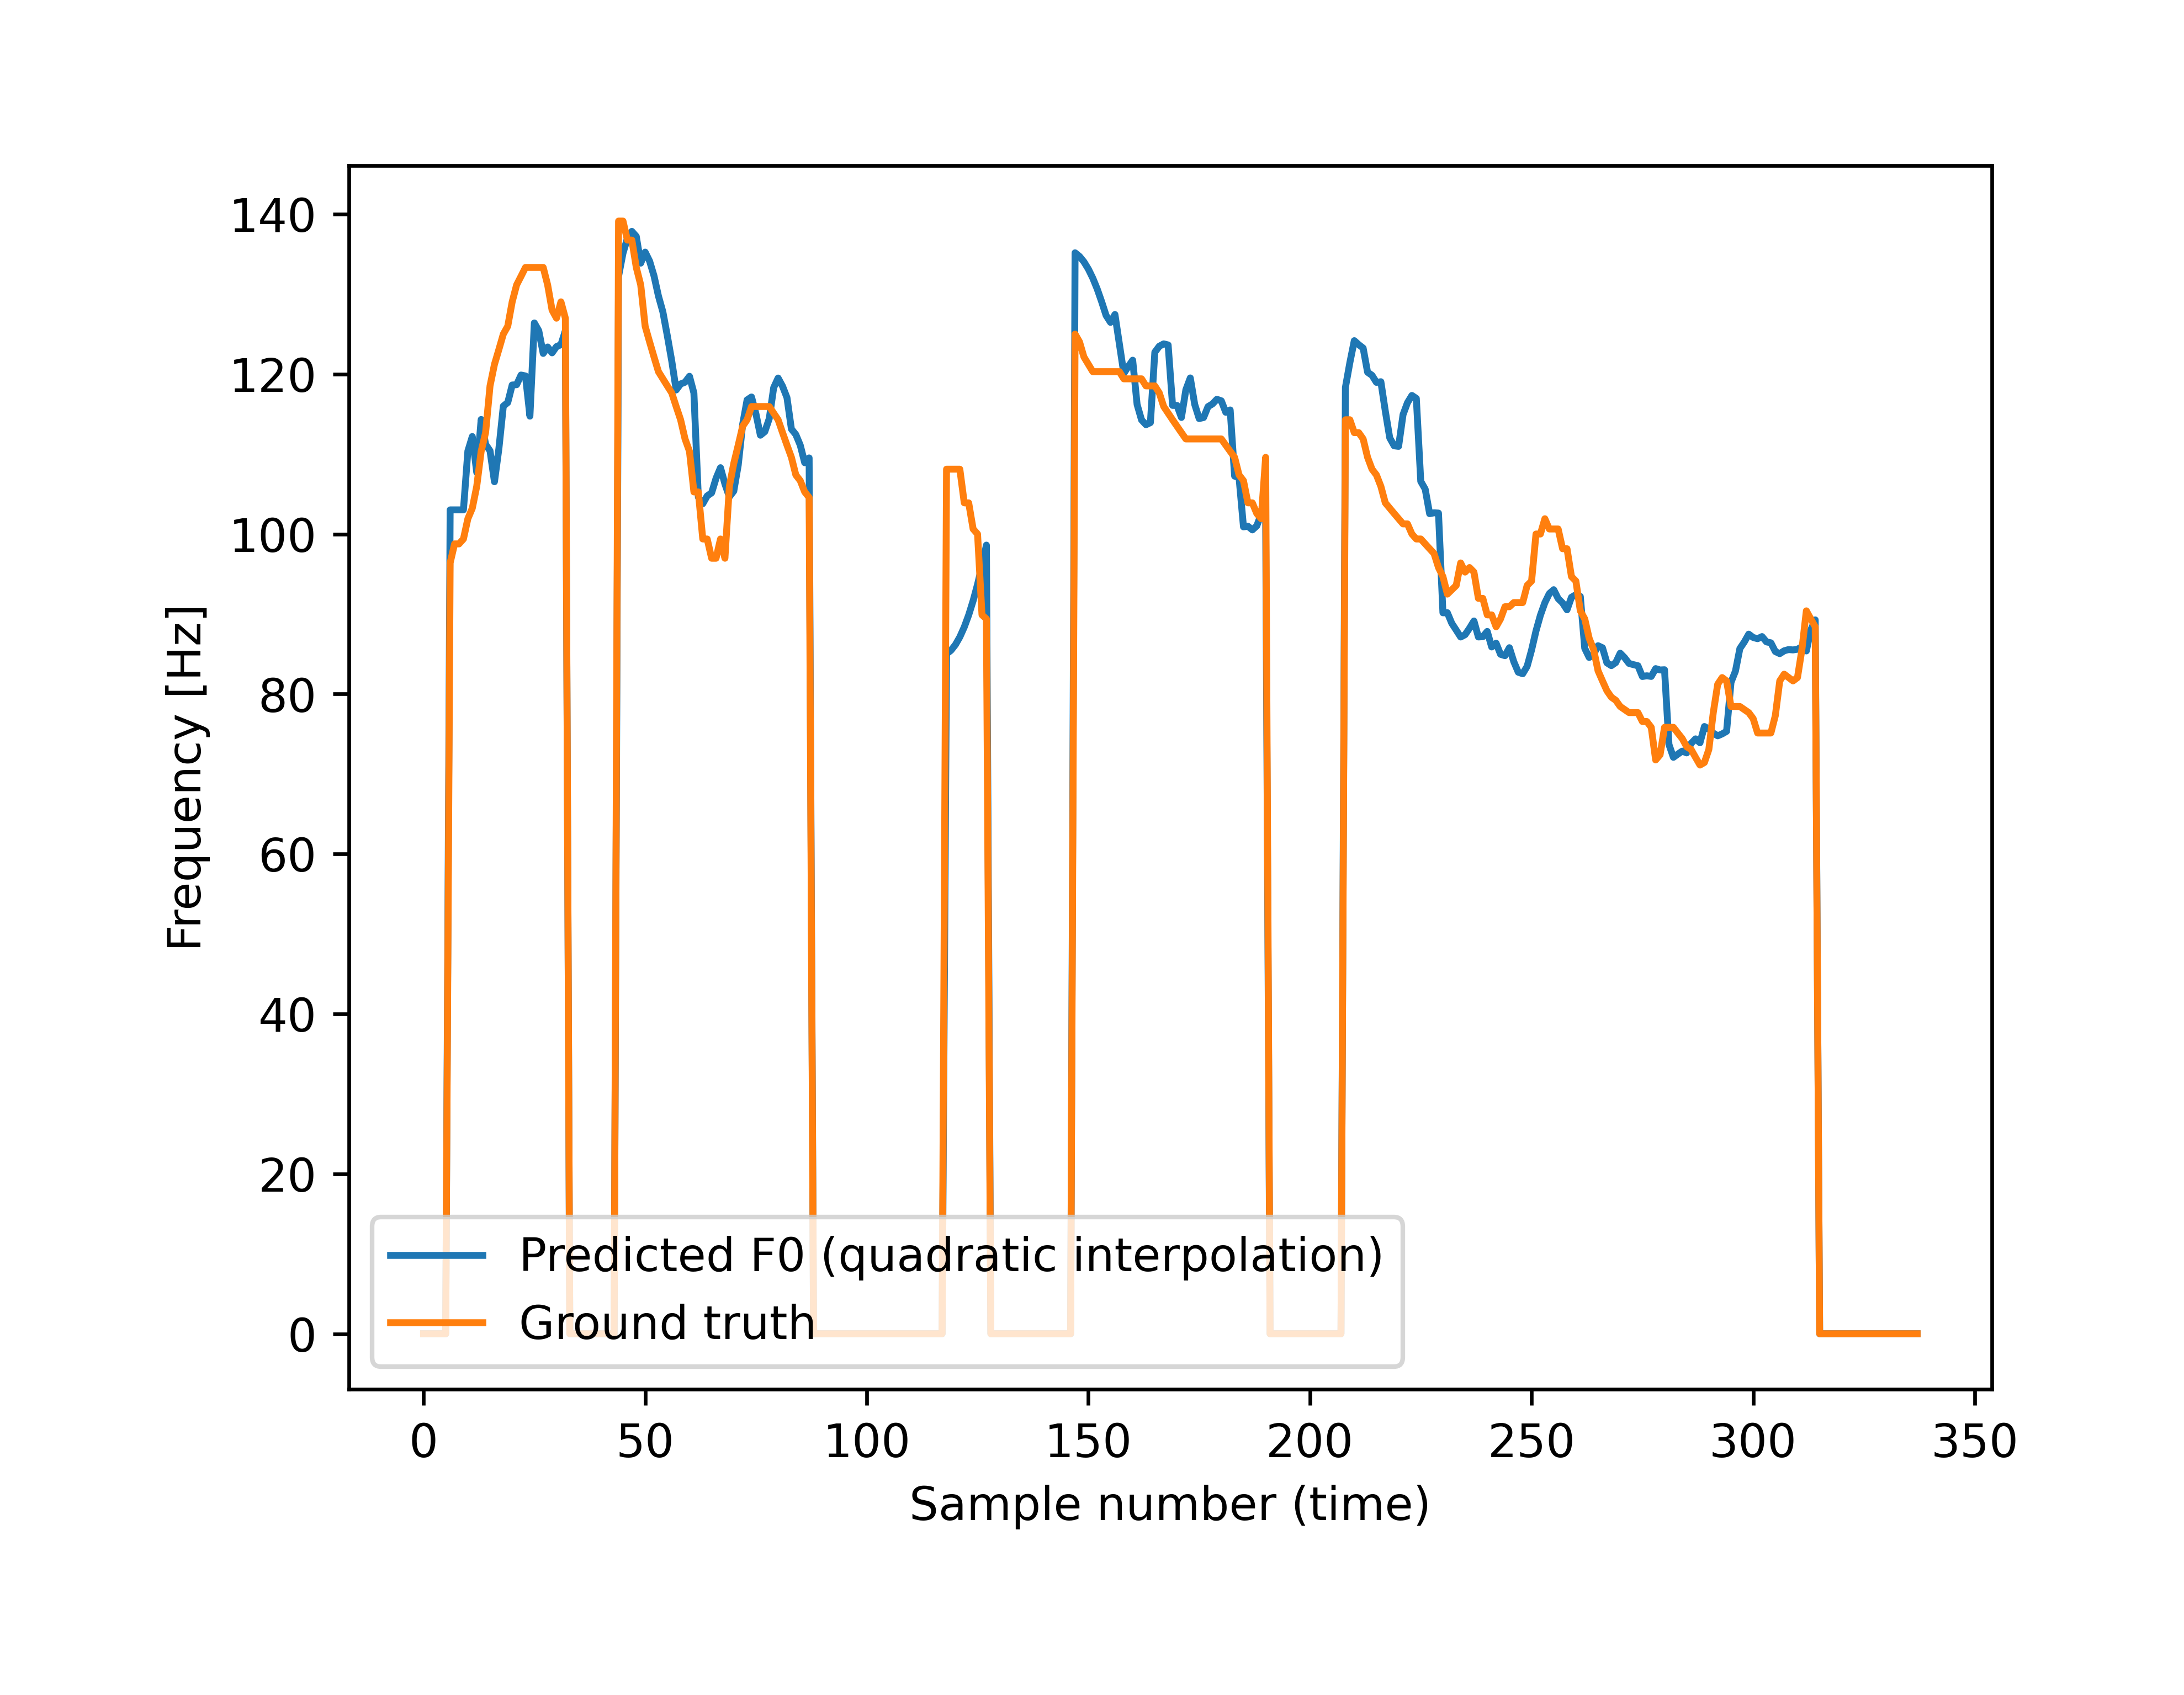 140
120
100
80
60
40
20
0
Frequency [Hz]
Predicted F0 (quadratic interpolation)
Ground truth
0 50 100 150 200 250 300 350
Sample number (time)